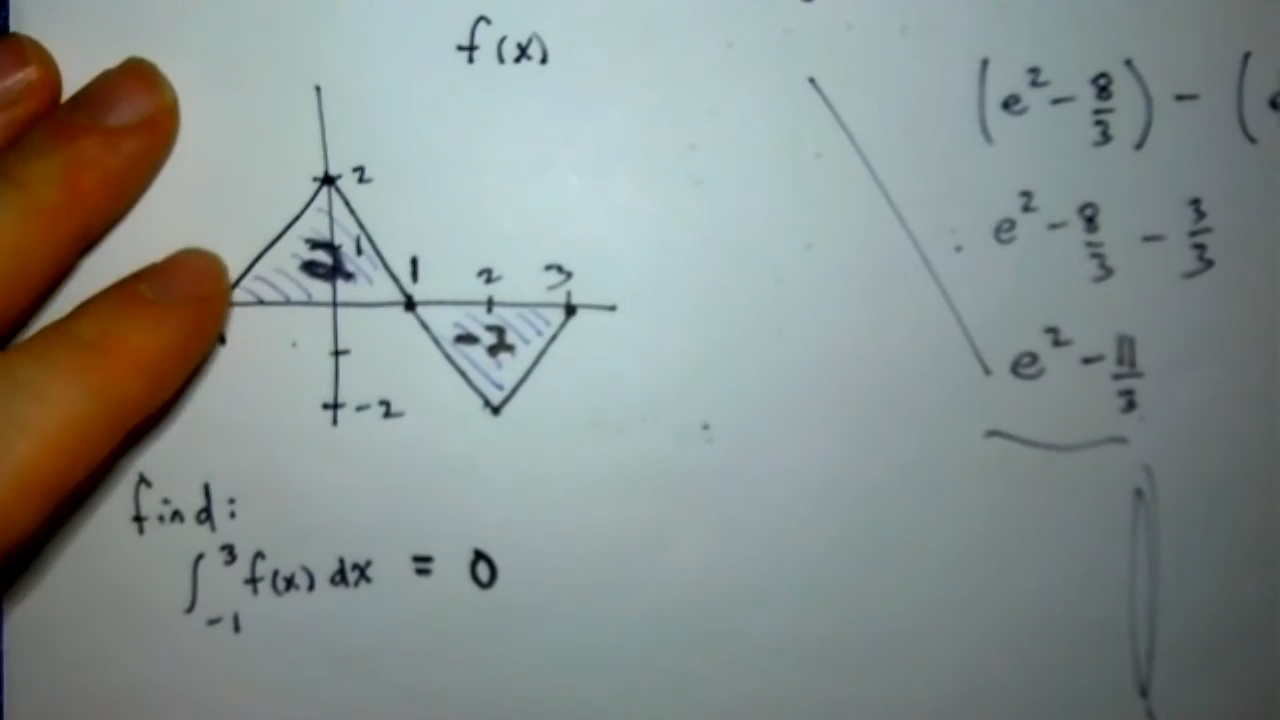 f(x)
2
1
2
1 2 3
-2
-2
find:
∫₋₁³ f(x) dx = 0
(e² - 8/3) - (e
e² - 8/3 - 3/3
e² - 11/3